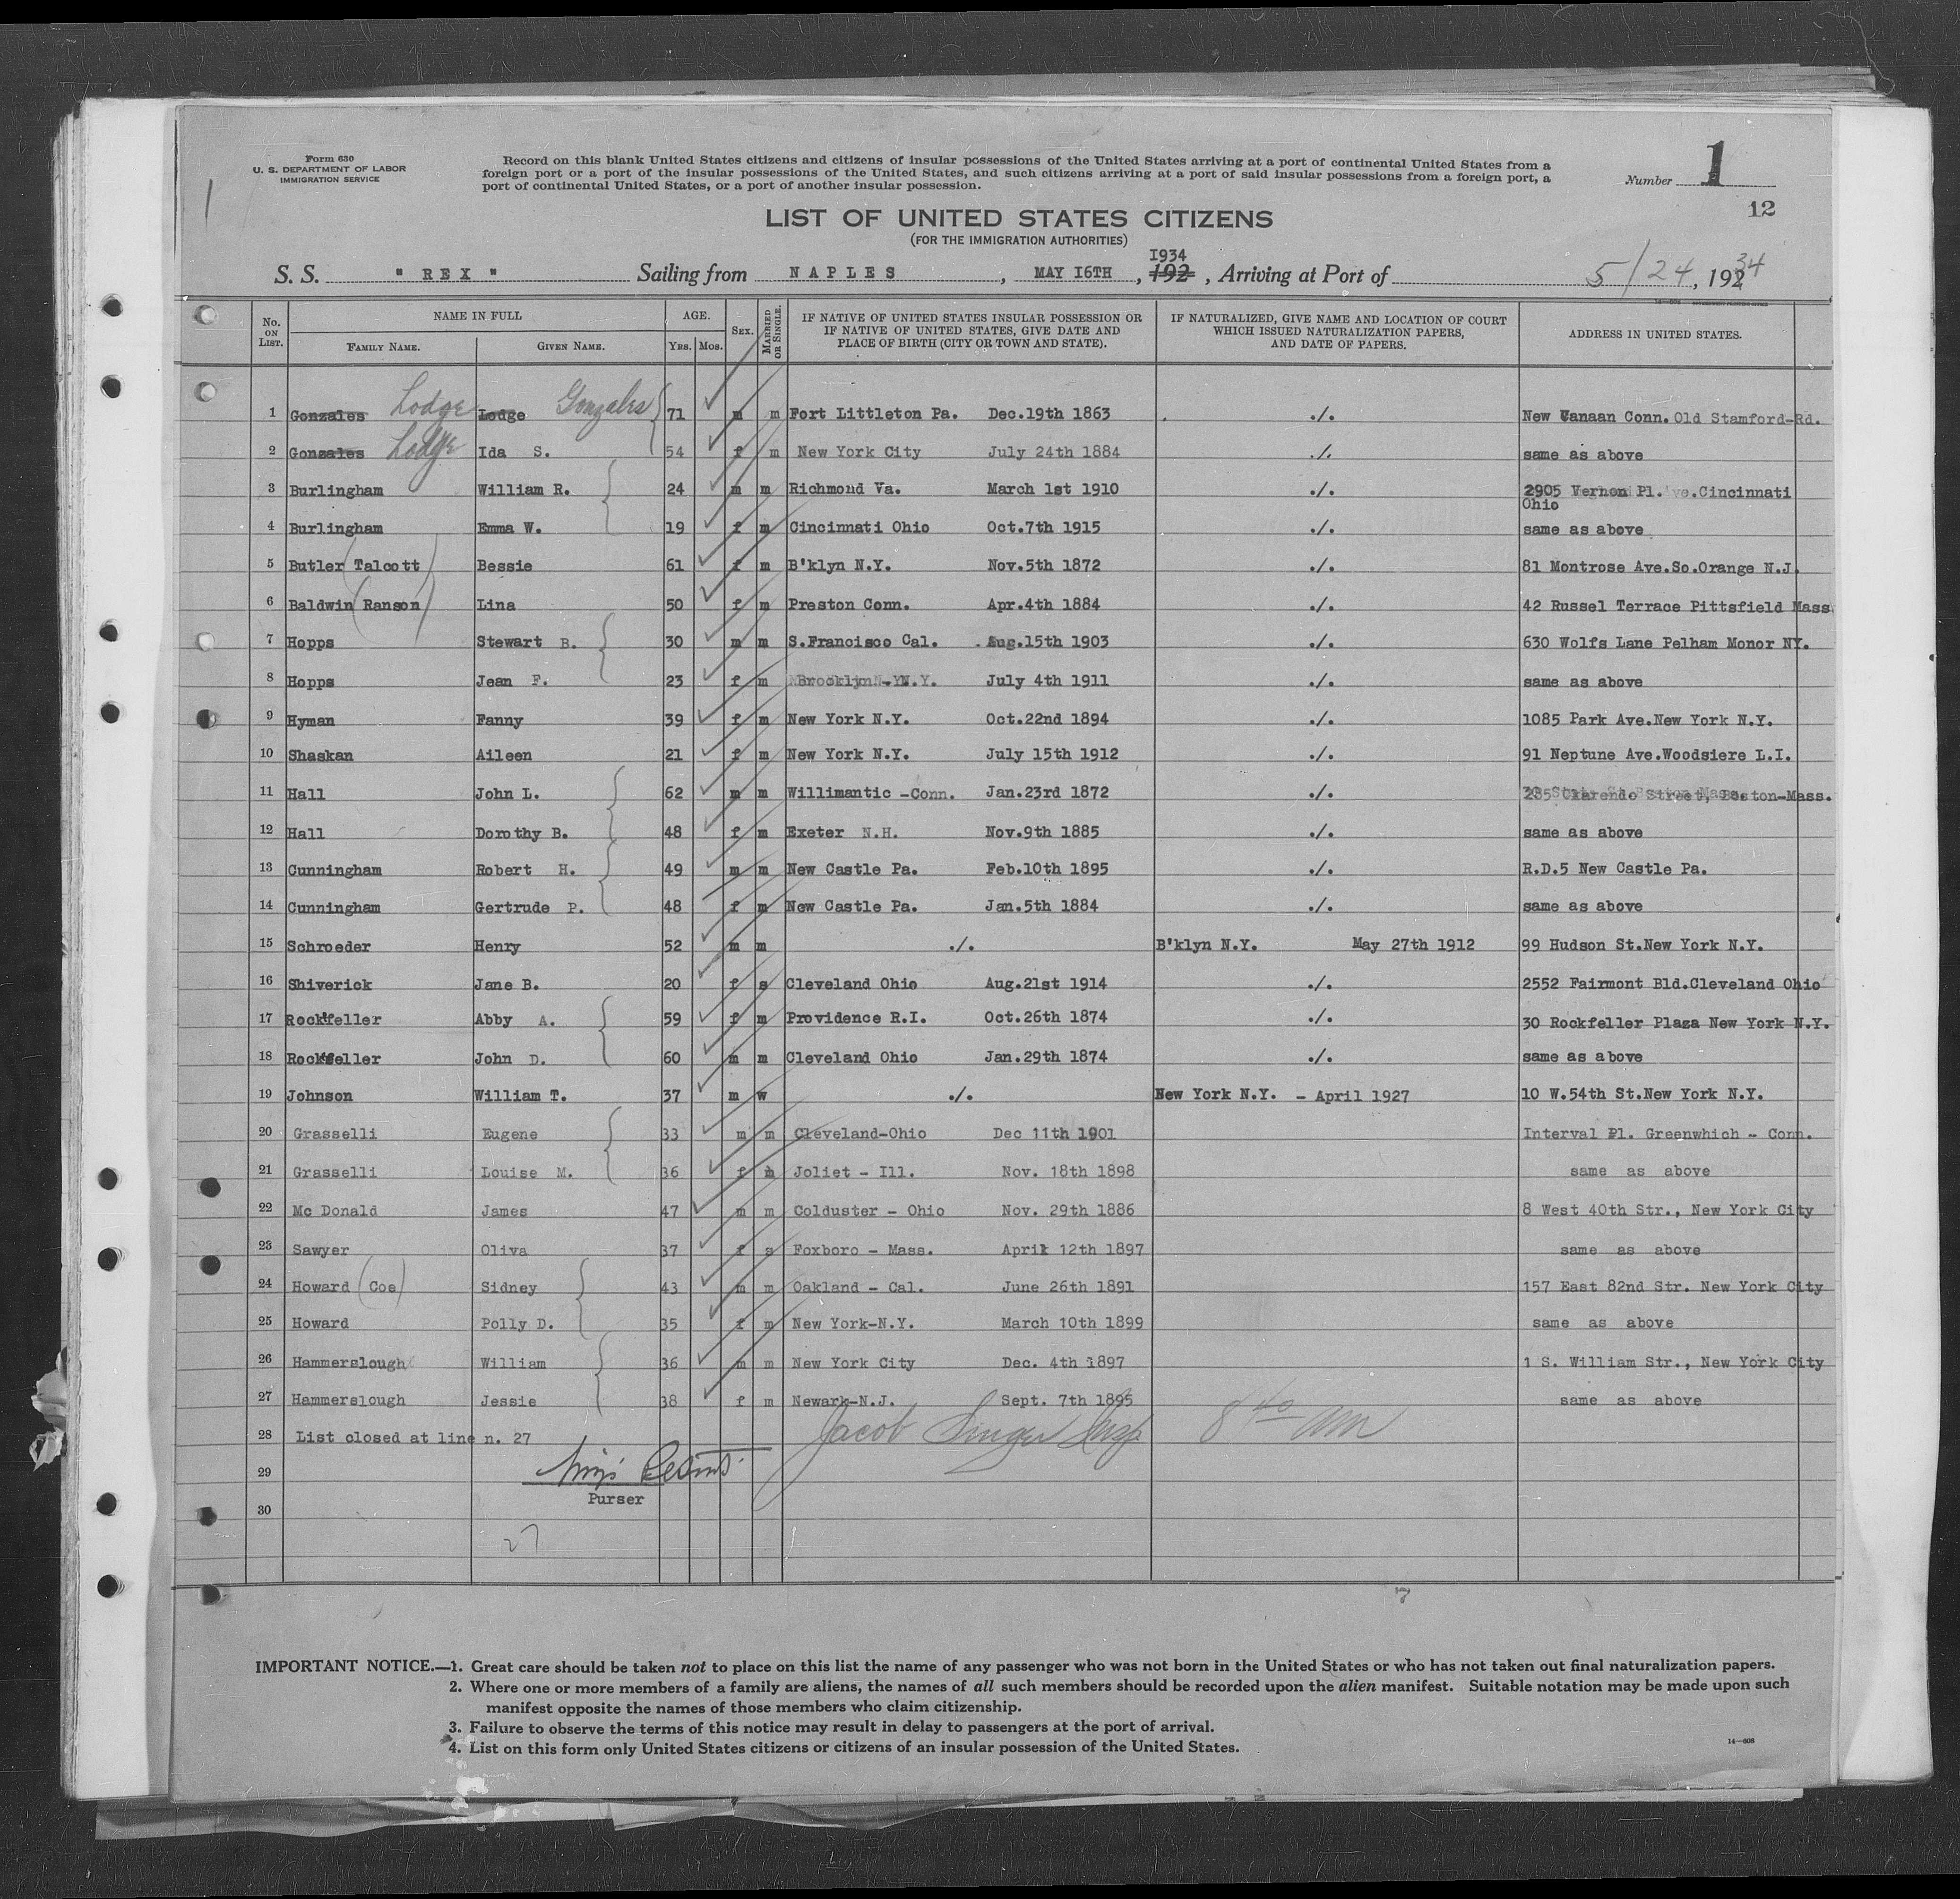 Form 630
U. S. DEPARTMENT OF LABOR
IMMIGRATION SERVICE
Record on this blank United States citizens and citizens of insular possessions of the United States arriving at a port of continental United States from a
foreign port or a port of the insular possessions of the United States, and such citizens arriving at a port of said insular possessions from a foreign port, a
port of continental United States, or a port of another insular possession.
Number 1
12
LIST OF UNITED STATES CITIZENS
(FOR THE IMMIGRATION AUTHORITIES)
S. S. " R E X " Sailing from N A P L E S , MAY I6TH , 192 I934 , Arriving at Port of 5/24, 1934
No. ON LIST. NAME IN FULL FAMILY NAME. GIVEN NAME. AGE. YRS. MOS. SEX. MARRIED OR SINGLE. IF NATIVE OF UNITED STATES INSULAR POSSESSION OR IF NATIVE OF UNITED STATES, GIVE DATE AND PLACE OF BIRTH (CITY OR TOWN AND STATE). IF NATURALIZED, GIVE NAME AND LOCATION OF COURT WHICH ISSUED NATURALIZATION PAPERS, AND DATE OF PAPERS. ADDRESS IN UNITED STATES.
1 Gonzales Lodge Lodge Gonzales 71 m m Fort Littleton Pa. Dec.19th 1863 ./. New Canaan Conn. Old Stamford-Rd.
2 Gonzales Lodge Ida S. 54 f m New York City July 24th 1884 ./. same as above
3 Burlingham William R. 24 m m Richmond Va. March 1st 1910 ./. 2905 Vernon Pl. ve.Cincinnati Ohio
4 Burlingham Emma W. 19 f m Cincinnati Ohio Oct.7th 1915 ./. same as above
5 Butler (Talcott) Bessie 61 f m B'klyn N.Y. Nov.5th 1872 ./. 81 Montrose Ave.So.Orange N.J.
6 Baldwin (Ranson) Lina 50 f m Preston Conn. Apr.4th 1884 ./. 42 Russel Terrace Pittsfield Mass
7 Hopps Stewart B. 30 m m S.Francisco Cal. Aug.15th 1903 ./. 630 Wolfs Lane Pelham Monor NY.
8 Hopps Jean F. 23 f m Brooklyn N.Y. July 4th 1911 ./. same as above
9 Hyman Fanny 39 f m New York N.Y. Oct.22nd 1894 ./. 1085 Park Ave.New York N.Y.
10 Shaskan Aileen 21 f m New York N.Y. July 15th 1912 ./. 91 Neptune Ave.Woodsiere L.I.
11 Hall John L. 62 m m Willimantic -Conn. Jan.23rd 1872 ./. 235 Clarendo Street, Boston-Mass.
12 Hall Dorothy B. 48 f m Exeter N.H. Nov.9th 1885 ./. same as above
13 Cunningham Robert H. 49 m m New Castle Pa. Feb.10th 1895 ./. R.D.5 New Castle Pa.
14 Cunningham Gertrude P. 48 f m New Castle Pa. Jan.5th 1884 ./. same as above
15 Schroeder Henry 52 m m ./. B'klyn N.Y. May 27th 1912 99 Hudson St.New York N.Y.
16 Shiverick Jane B. 20 f s Cleveland Ohio Aug.21st 1914 ./. 2552 Fairmont Bld.Cleveland Ohio
17 Rockfeller Abby A. 59 f m Providence R.I. Oct.26th 1874 ./. 30 Rockfeller Plaza New York N.Y.
18 Rockfeller John D. 60 m m Cleveland Ohio Jan.29th 1874 ./. same as above
19 Johnson William T. 37 m w ./. New York N.Y. - April 1927 10 W.54th St.New York N.Y.
20 Grasselli Eugene 33 m m Cleveland-Ohio Dec 11th 1901 Interval Pl. Greenwhich - Conn.
21 Grasselli Louise M. 36 f m Joliet - Ill. Nov. 18th 1898 same as above
22 Mc Donald James 47 m m Colduster - Ohio Nov. 29th 1886 8 West 40th Str., New York City
23 Sawyer Oliva 37 f s Foxboro - Mass. April 12th 1897 same as above
24 Howard (Coe) Sidney 43 m m Oakland - Cal. June 26th 1891 157 East 82nd Str. New York City
25 Howard Polly D. 35 f m New York-N.Y. March 10th 1899 same as above
26 Hammerslough William 36 m m New York City Dec. 4th 1897 1 S. William Str., New York City
27 Hammerslough Jessie 38 f m Newark-N.J. Sept. 7th 1895 same as above
28 List closed at line n. 27 Jacob Singer Insp 8 40 am
29
Purser
30
27
IMPORTANT NOTICE.—1. Great care should be taken not to place on this list the name of any passenger who was not born in the United States or who has not taken out final naturalization papers.
2. Where one or more members of a family are aliens, the names of all such members should be recorded upon the alien manifest. Suitable notation may be made upon such
manifest opposite the names of those members who claim citizenship.
3. Failure to observe the terms of this notice may result in delay to passengers at the port of arrival.
4. List on this form only United States citizens or citizens of an insular possession of the United States.
14—608